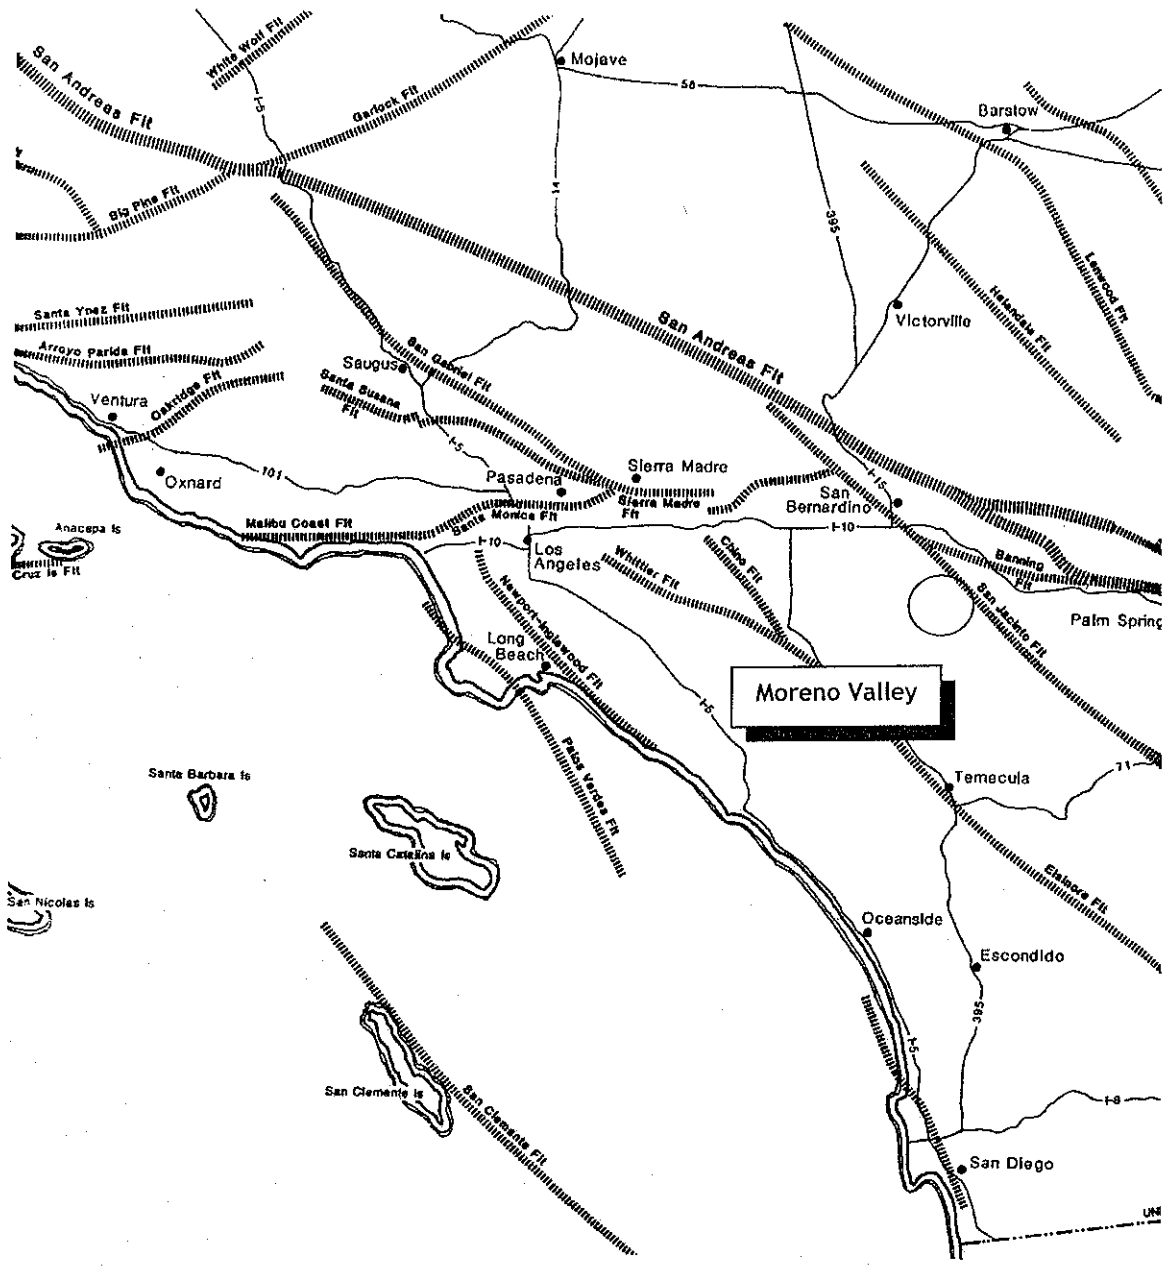 White Wolf Flt
San Andreas Flt
I-5
Garlock Flt
Mojave
58
Barstow
14
395
Big Pine Flt
Lenwood Flt
Helendale Flt
Victorville
Santa Ynez Flt
Arroyo Parida Flt
San Andreas Flt
San Gabriel Flt
Saugus
Santa Susana
Flt
Oakridge Flt
Ventura
I-5
101
Oxnard
Pasadena
Sierra Madre
San
Bernardino
I-15
Sierra Madre
Flt
Santa Monica Flt
Malibu Coast Flt
Anacapa Is
Cruz Is Flt
I-10
Los
Angeles
I-10
Whittier Flt
Chino Flt
Banning
Flt
San Jacinto Flt
Palm Spring
Newport-Inglewood Flt
Long
Beach
Moreno Valley
I-5
Palos Verdes Flt
Santa Barbara Is
Temecula
71
Santa Catalina Is
Elsinore Flt
San Nicolas Is
Oceanside
Escondido
395
I-5
San Clemente Is
San Clemente Flt
I-8
San Diego
UNI